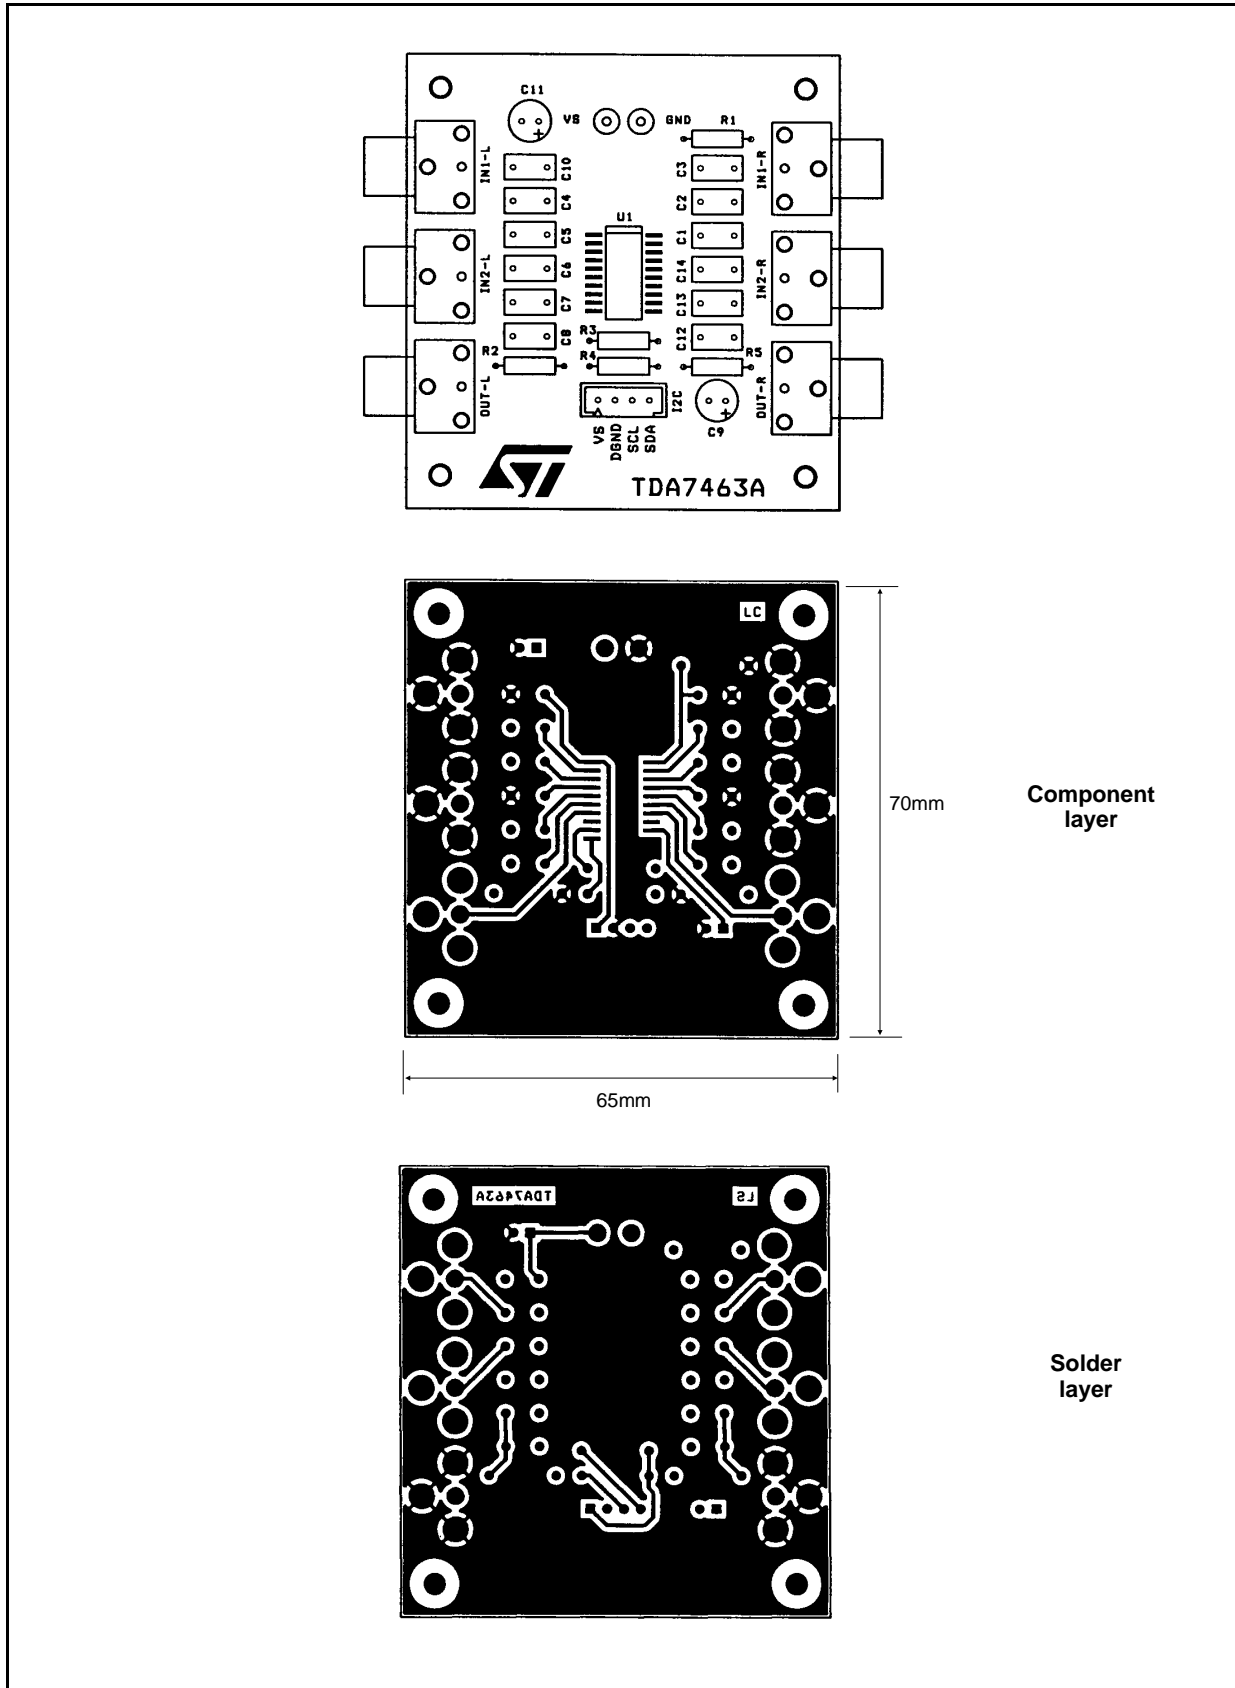 C11
VS
GND
R1
IN1-L
C10
C3
IN1-R
C4
C2
U1
C5
C1
IN2-L
C6
C14
IN2-R
C7
C13
C8
R3
C12
R2
R4
R5
OUT-L
I2C
OUT-R
C9
VS
DGND
SCL
SDA
ST
TDA7463A
LC
70mm
Component
layer
65mm
TDA7463A
LS
Solder
layer